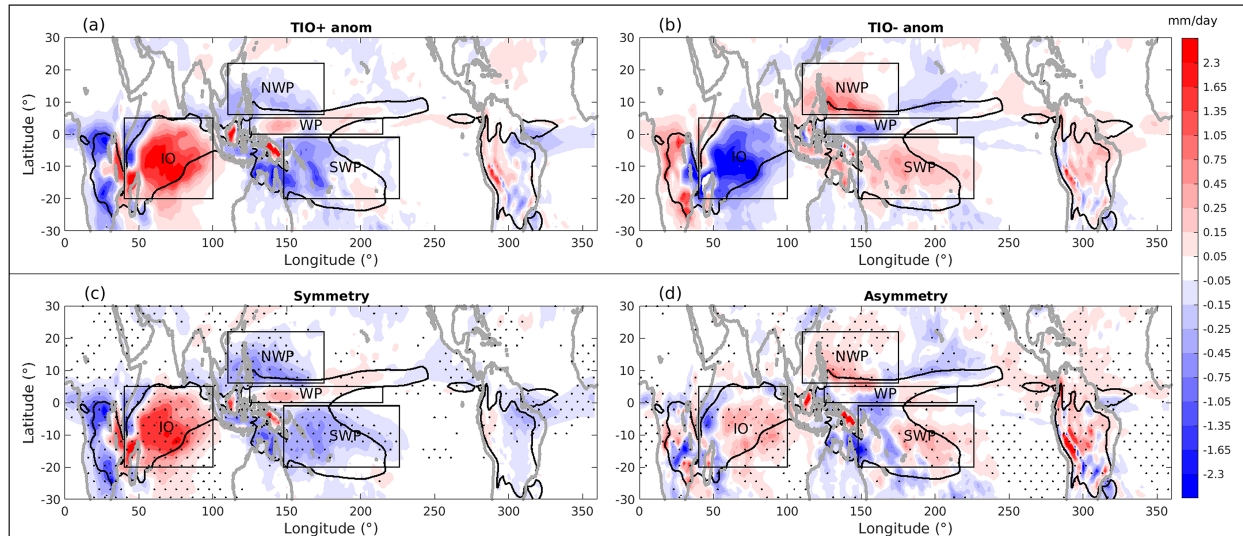 (a) TIO+ anom
(b) TIO- anom
mm/day
Latitude (°)
30
20
10
0
10
20
30
NWP
WP
IO
SWP
0 50 100 150 200 250 300 350
Longitude (°)
30
20
10
0
-10
-20
-30
NWP
WP
IO
SWP
0 50 100 150 200 250 300 350
Longitude (°)
2.3
1.65
1.35
1.05
0.75
0.45
0.25
0.15
0.05
-0.05
-0.15
-0.25
-0.45
-0.75
-1.05
-1.35
-1.65
-2.3
(c) Symmetry
(d) Asymmetry
Latitude (°)
30
20
10
0
10
20
30
NWP
WP
IO
SWP
0 50 100 150 200 250 300 350
Longitude (°)
30
20
10
0
-10
-20
-30
NWP
WP
IO
SWP
0 50 100 150 200 250 300 350
Longitude (°)